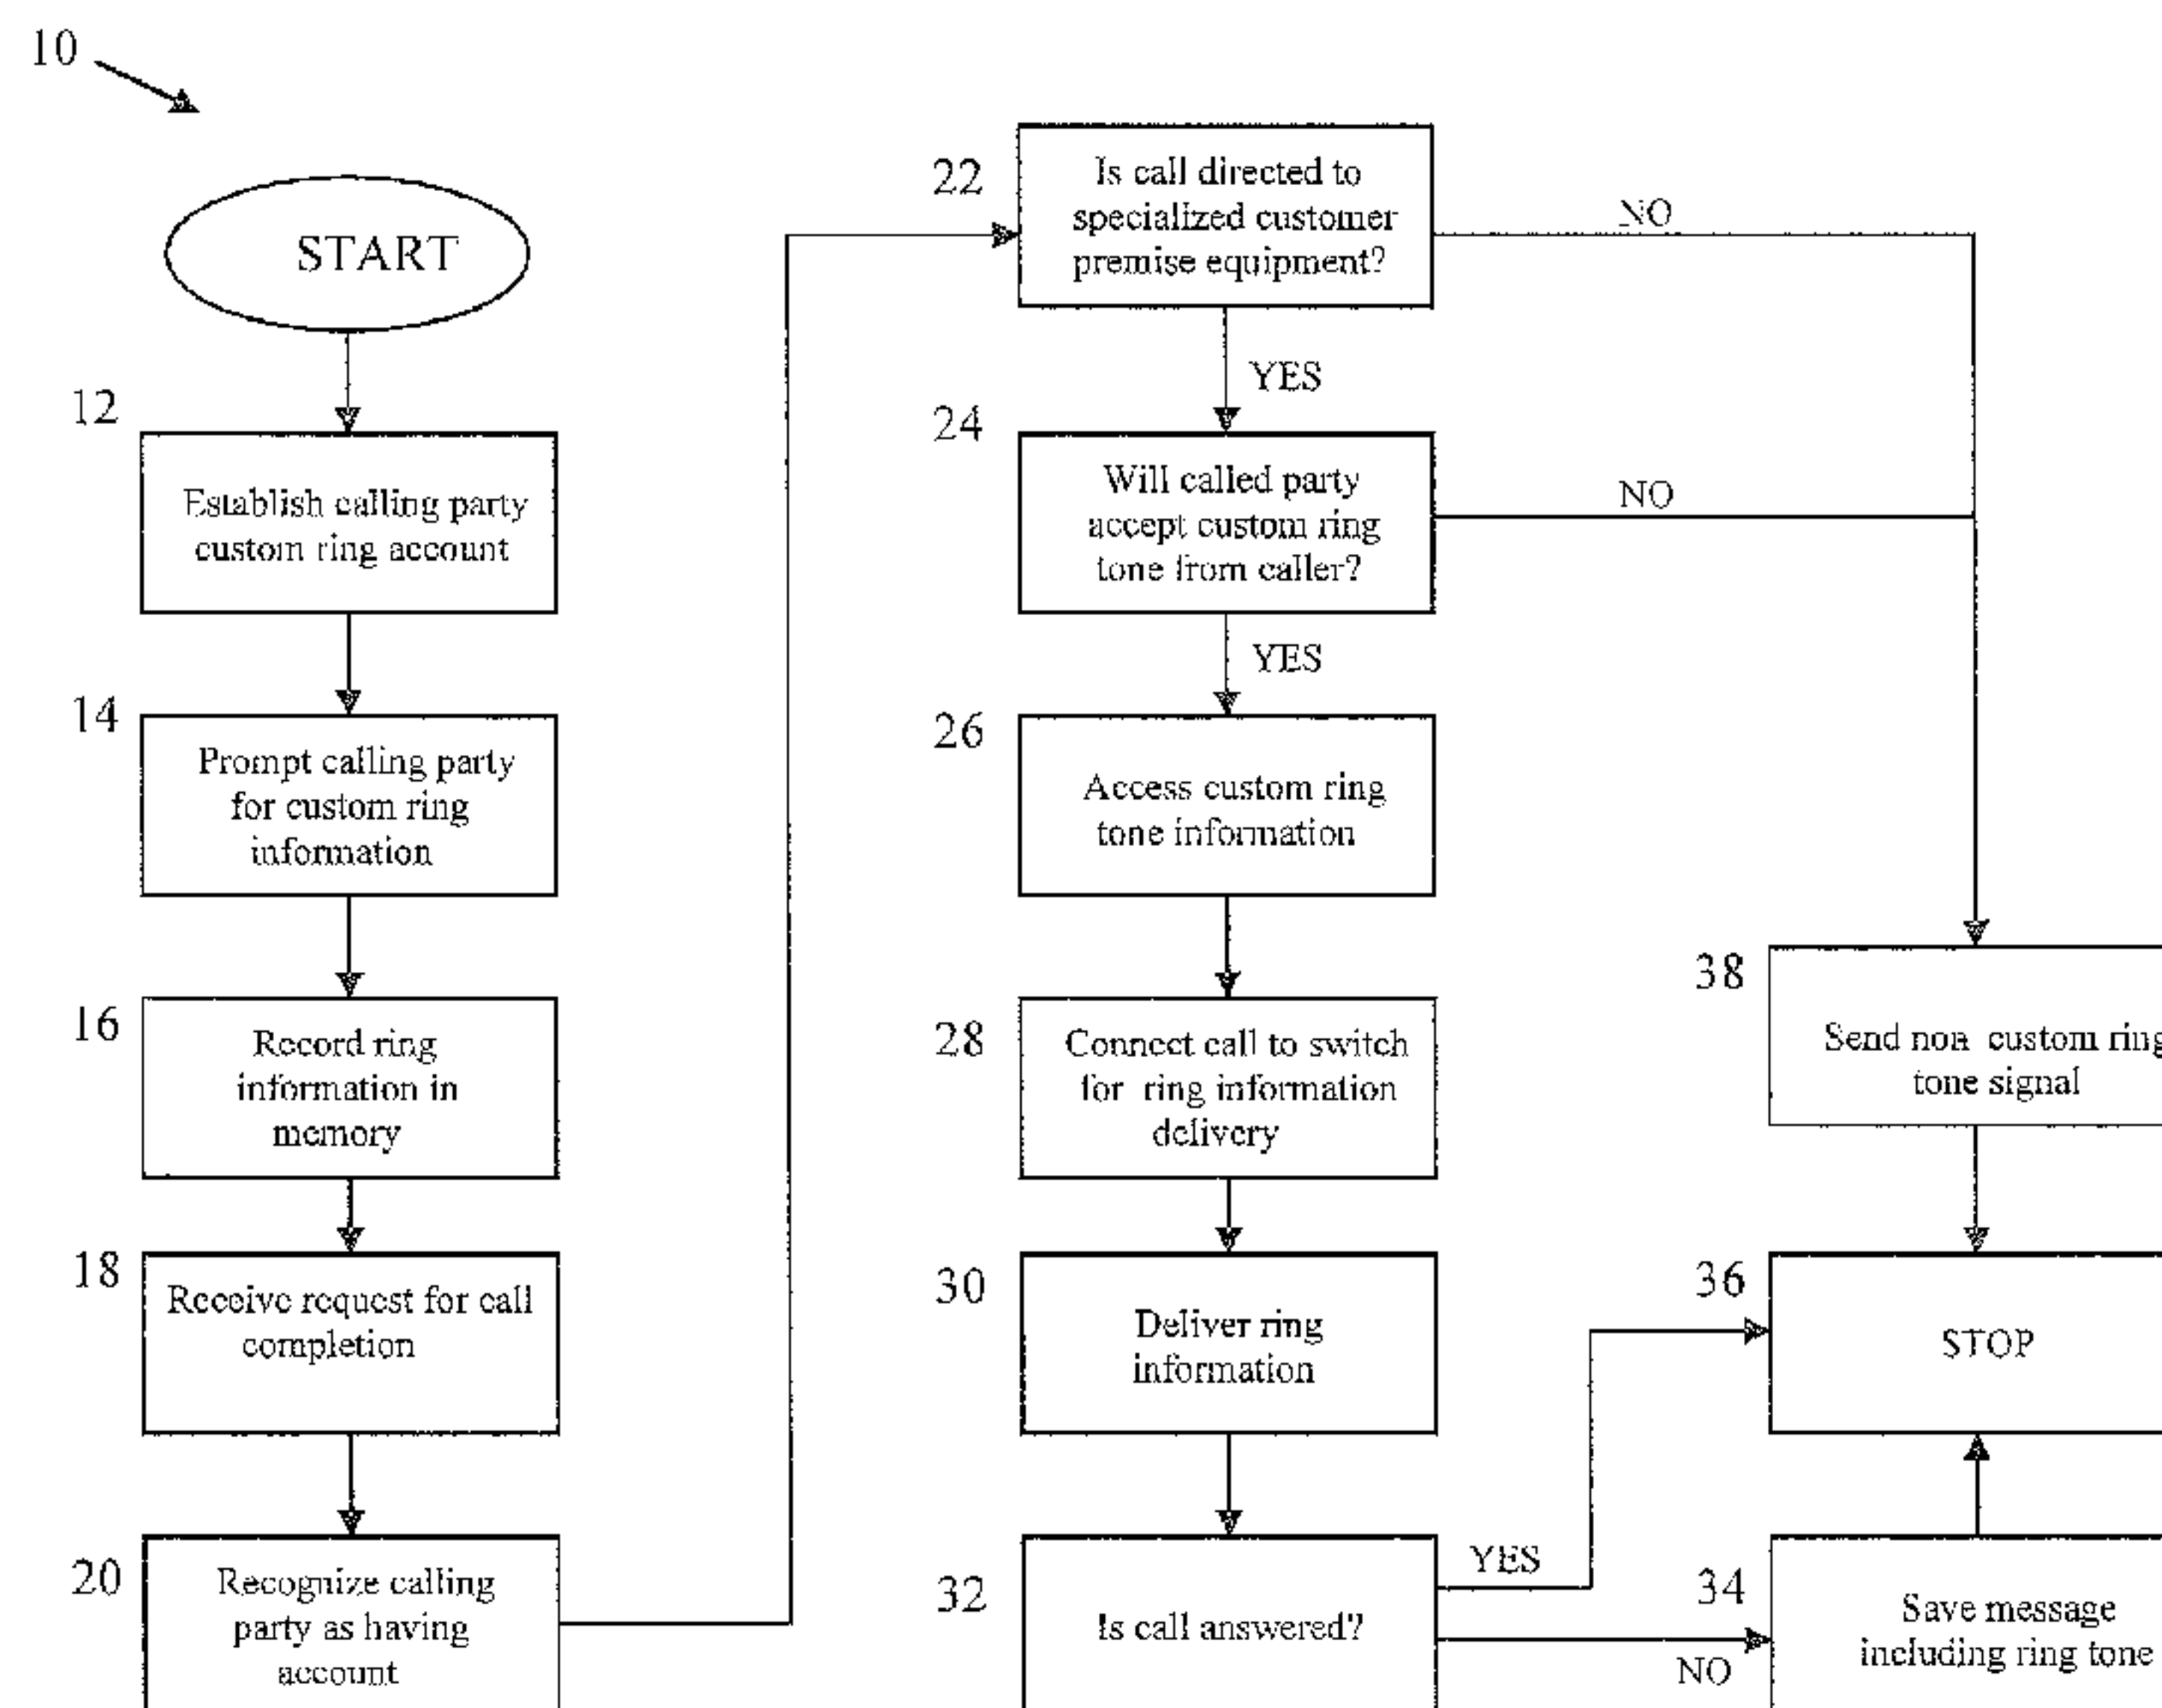 10
START
12
Establish calling party
custom ring account
14
Prompt calling party
for custom ring
information
16
Record ring
information in
memory
18
Receive request for call
completion
20
Recognize calling
party as having
account
22
Is call directed to
specialized customer
premise equipment?
NO
YES
24
Will called party
accept custom ring
tone from caller?
NO
YES
26
Access custom ring
tone information
28
Connect call to switch
for ring information
delivery
30
Deliver ring
information
32
Is call answered?
YES
NO
38
Send non custom ring
tone signal
36
STOP
34
Save message
including ring tone